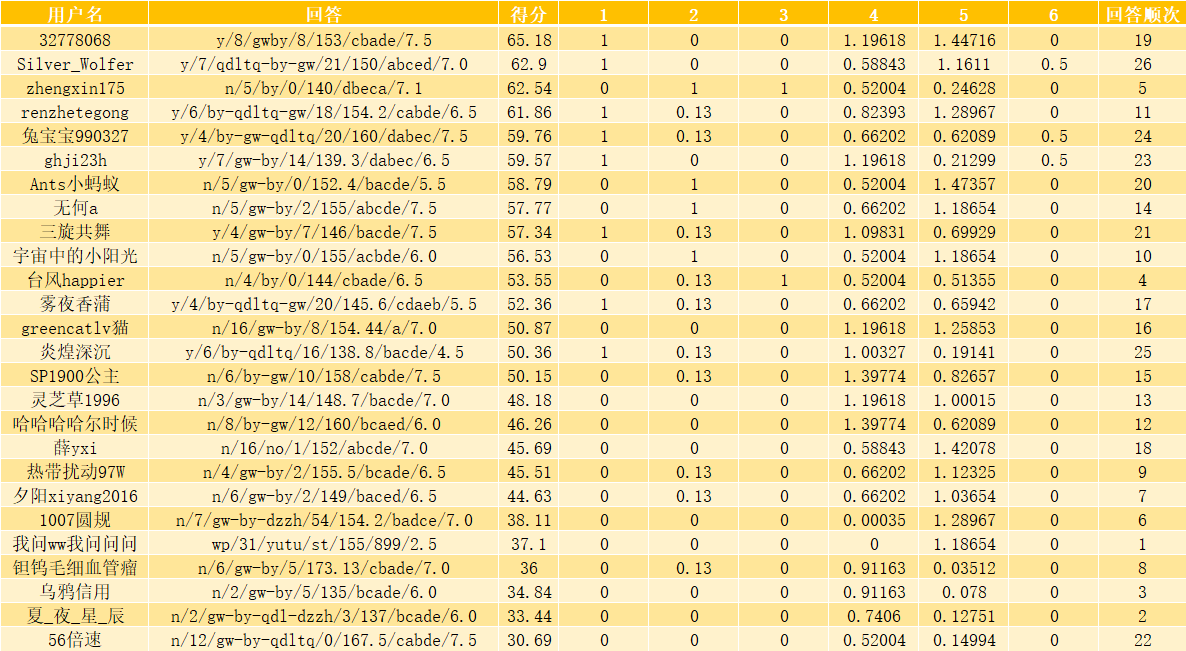 用户名 回答 得分 1 2 3 4 5 6 回答顺次
32778068 y/8/gwby/8/153/cbade/7.5 65.18 1 0 0 1.19618 1.44716 0 19
Silver_Wolfer y/7/qdltq-by-gw/21/150/abced/7.0 62.9 1 0 0 0.58843 1.1611 0.5 26
zhengxin175 n/5/by/0/140/dbeca/7.1 62.54 0 1 1 0.52004 0.24628 0 5
renzhetegong y/6/by-qdltq-gw/18/154.2/cabde/6.5 61.86 1 0.13 0 0.82393 1.28967 0 11
兔宝宝990327 y/4/by-gw-qdltq/20/160/dabec/7.5 59.76 1 0.13 0 0.66202 0.62089 0.5 24
ghji23h y/7/gw-by/14/139.3/dabec/6.5 59.57 1 0 0 1.19618 0.21299 0.5 23
Ants小蚂蚁 n/5/gw-by/0/152.4/bacde/5.5 58.79 0 1 0 0.52004 1.47357 0 20
无何a n/5/gw-by/2/155/abcde/7.5 57.77 0 1 0 0.66202 1.18654 0 14
三旋共舞 y/4/gw-by/7/146/bacde/7.5 57.34 1 0.13 0 1.09831 0.69929 0 21
宇宙中的小阳光 n/5/gw-by/0/155/acbde/6.0 56.53 0 1 0 0.52004 1.18654 0 10
台风happier n/4/by/0/144/cbade/6.5 53.55 0 0.13 1 0.52004 0.51355 0 4
雾夜香蒲 y/4/by-qdltq-gw/20/145.6/cdaeb/5.5 52.36 1 0.13 0 0.66202 0.65942 0 17
greencatlv猫 n/16/gw-by/8/154.44/a/7.0 50.87 0 0 0 1.19618 1.25853 0 16
炎煌深沉 y/6/by-qdltq/16/138.8/bacde/4.5 50.36 1 0.13 0 1.00327 0.19141 0 25
SP1900公主 n/6/by-gw/10/158/cabde/7.5 50.15 0 0.13 0 1.39774 0.82657 0 15
灵芝草1996 n/3/gw-by/14/148.7/bacde/7.0 48.18 0 0 0 1.19618 1.00015 0 13
哈哈哈哈尔时候 n/8/by-gw/12/160/bcaed/6.0 46.26 0 0 0 1.39774 0.62089 0 12
薛yxi n/16/no/1/152/abcde/7.0 45.69 0 0 0 0.58843 1.42078 0 18
热带扰动97W n/4/gw-by/2/155.5/bcade/6.5 45.51 0 0.13 0 0.66202 1.12325 0 9
夕阳xiyang2016 n/6/gw-by/2/149/baced/6.5 44.63 0 0.13 0 0.66202 1.03654 0 7
1007圆规 n/7/gw-by-dzzh/54/154.2/badce/7.0 38.11 0 0 0 0.00035 1.28967 0 6
我问ww我问问问 wp/31/yutu/st/155/899/2.5 37.1 0 0 0 0 1.18654 0 1
钽钨毛细血管瘤 n/6/gw-by/5/173.13/cbade/7.0 36 0 0.13 0 0.91163 0.03512 0 8
乌鸦信用 n/2/gw-by/5/135/bcade/6.0 34.84 0 0 0 0.91163 0.078 0 3
夏_夜_星_辰 n/2/gw-by-qdl-dzzh/3/137/bcade/6.0 33.44 0 0 0 0.7406 0.12751 0 2
56倍速 n/12/gw-by-qdltq/0/167.5/cabde/7.5 30.69 0 0 0 0.52004 0.14994 0 22